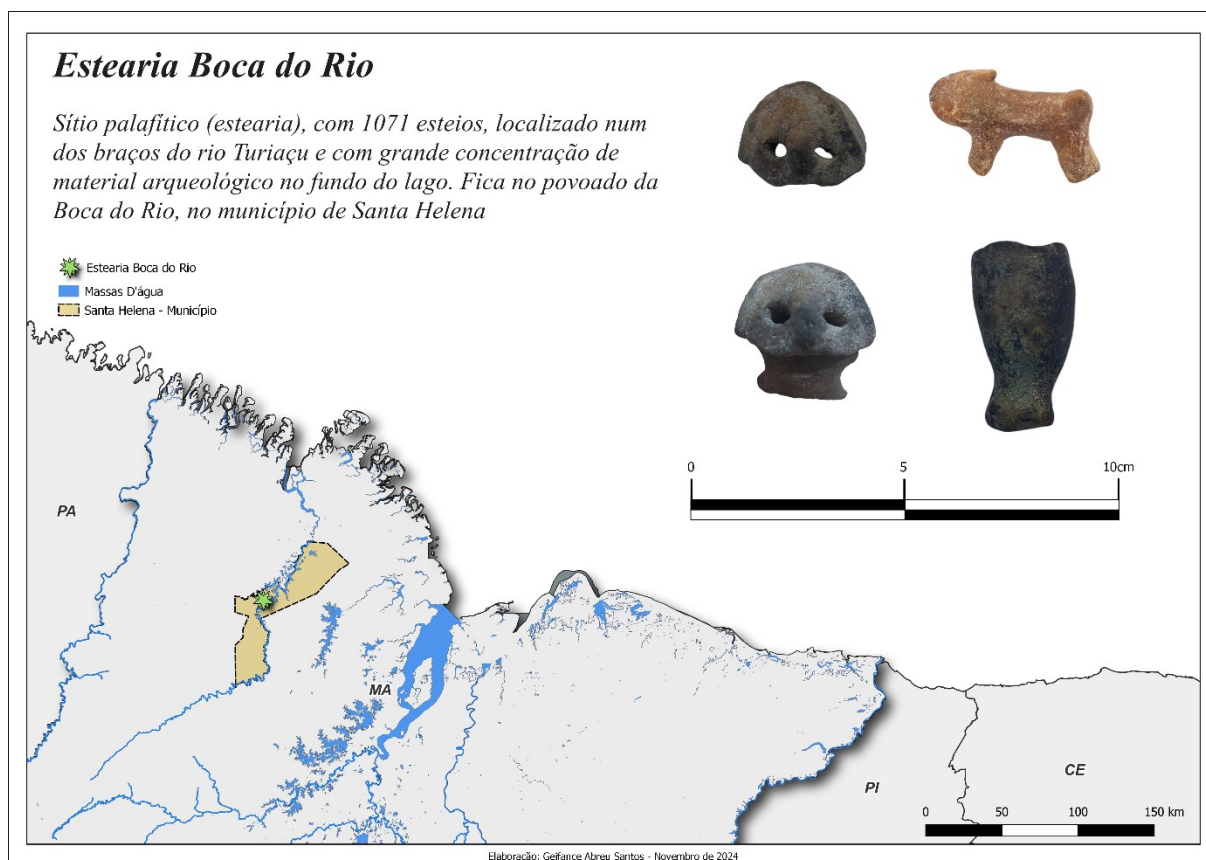 Estearia Boca do Rio
Sítio palafítico (estearia), com 1071 esteios, localizado num
dos braços do rio Turiaçu e com grande concentração de
material arqueológico no fundo do lago. Fica no povoado da
Boca do Rio, no município de Santa Helena
Estearia Boca do Rio
Massas D'água
Santa Helena - Município
0 5 10cm
PA
MA
PI
CE
0 50 100 150 km
Elaboração: Geifance Abreu Santos - Novembro de 2024